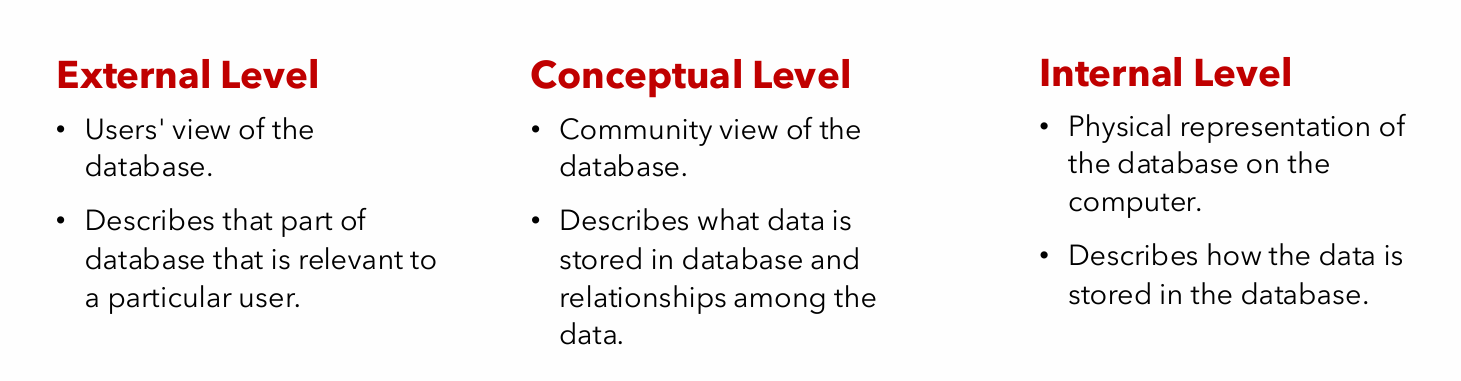 External Level
• Users' view of the
database.
• Describes that part of
database that is relevant to
a particular user.
Conceptual Level
• Community view of the
database.
• Describes what data is
stored in database and
relationships among the
data.
Internal Level
• Physical representation of
the database on the
computer.
• Describes how the data is
stored in the database.